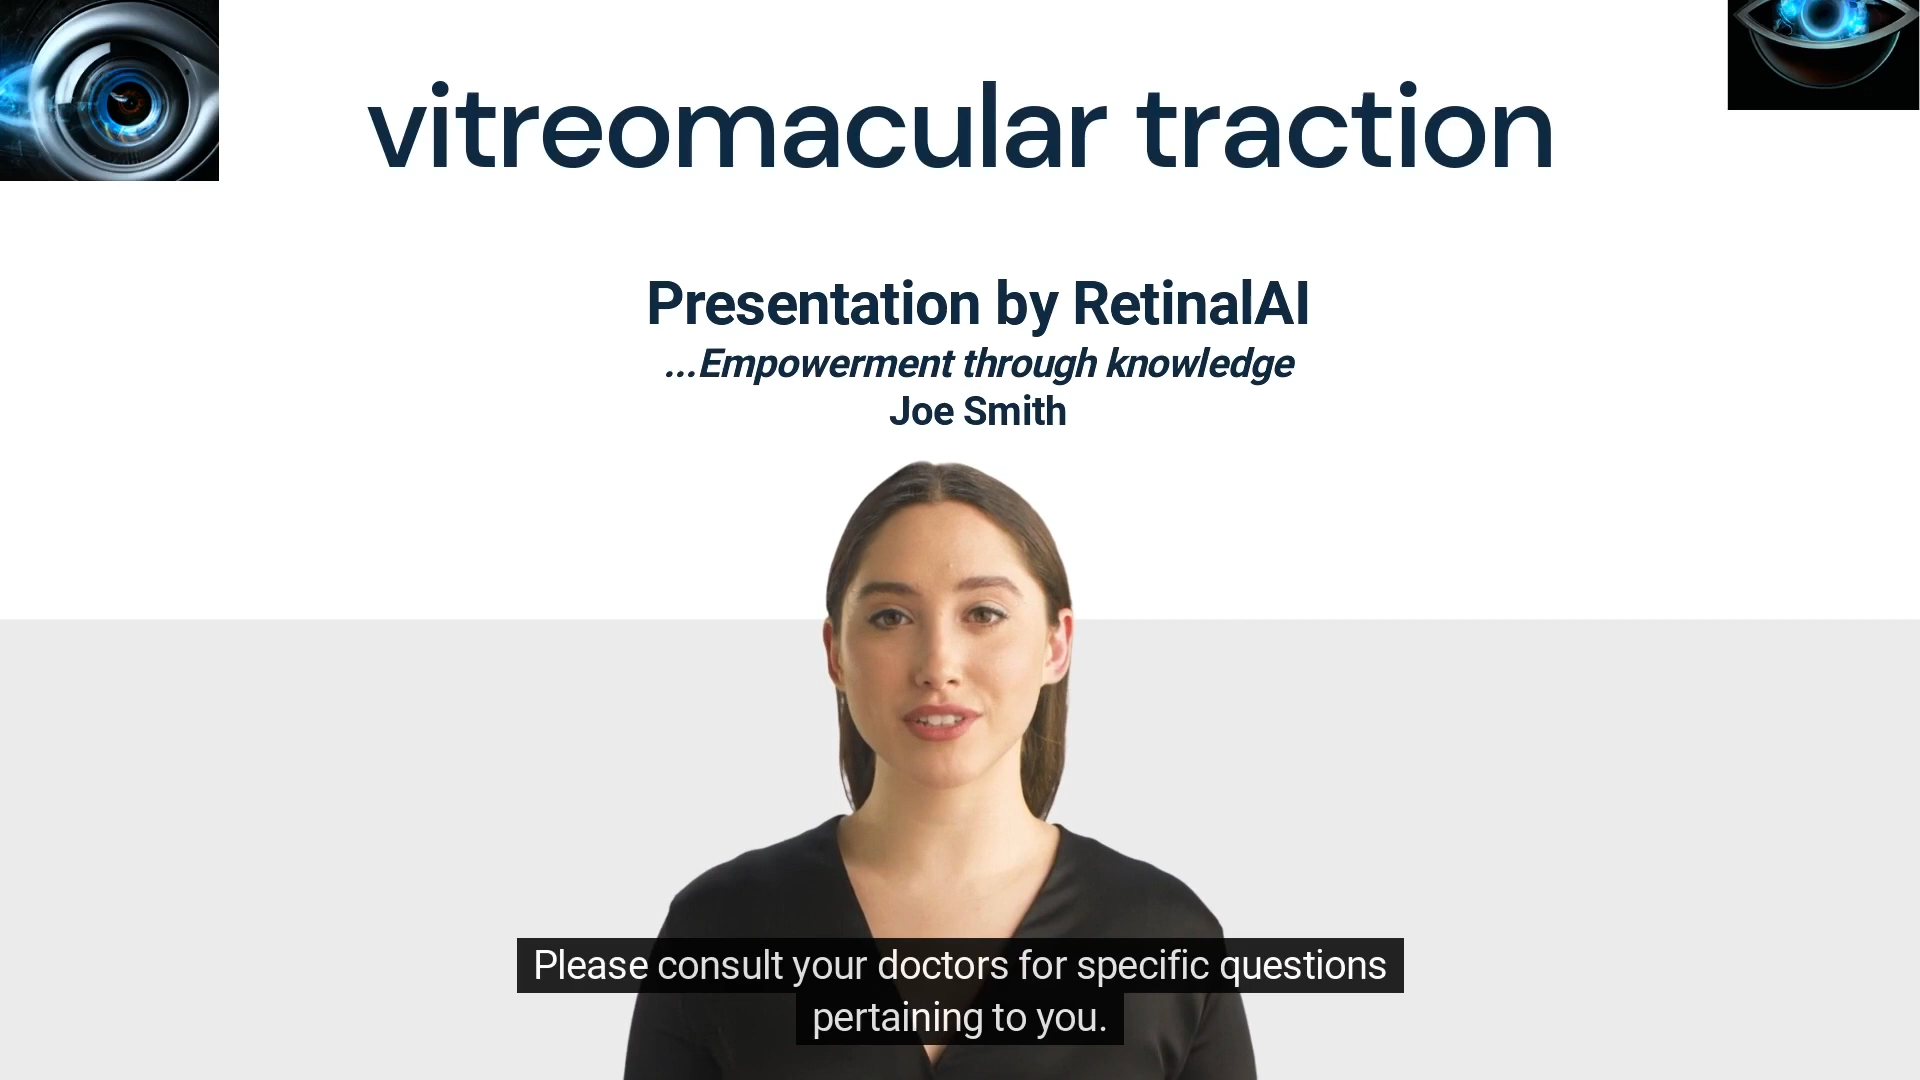 vitreomacular traction
Presentation by RetinalAI
...Empowerment through knowledge
Joe Smith
Please consult your doctors for specific questions
pertaining to you.